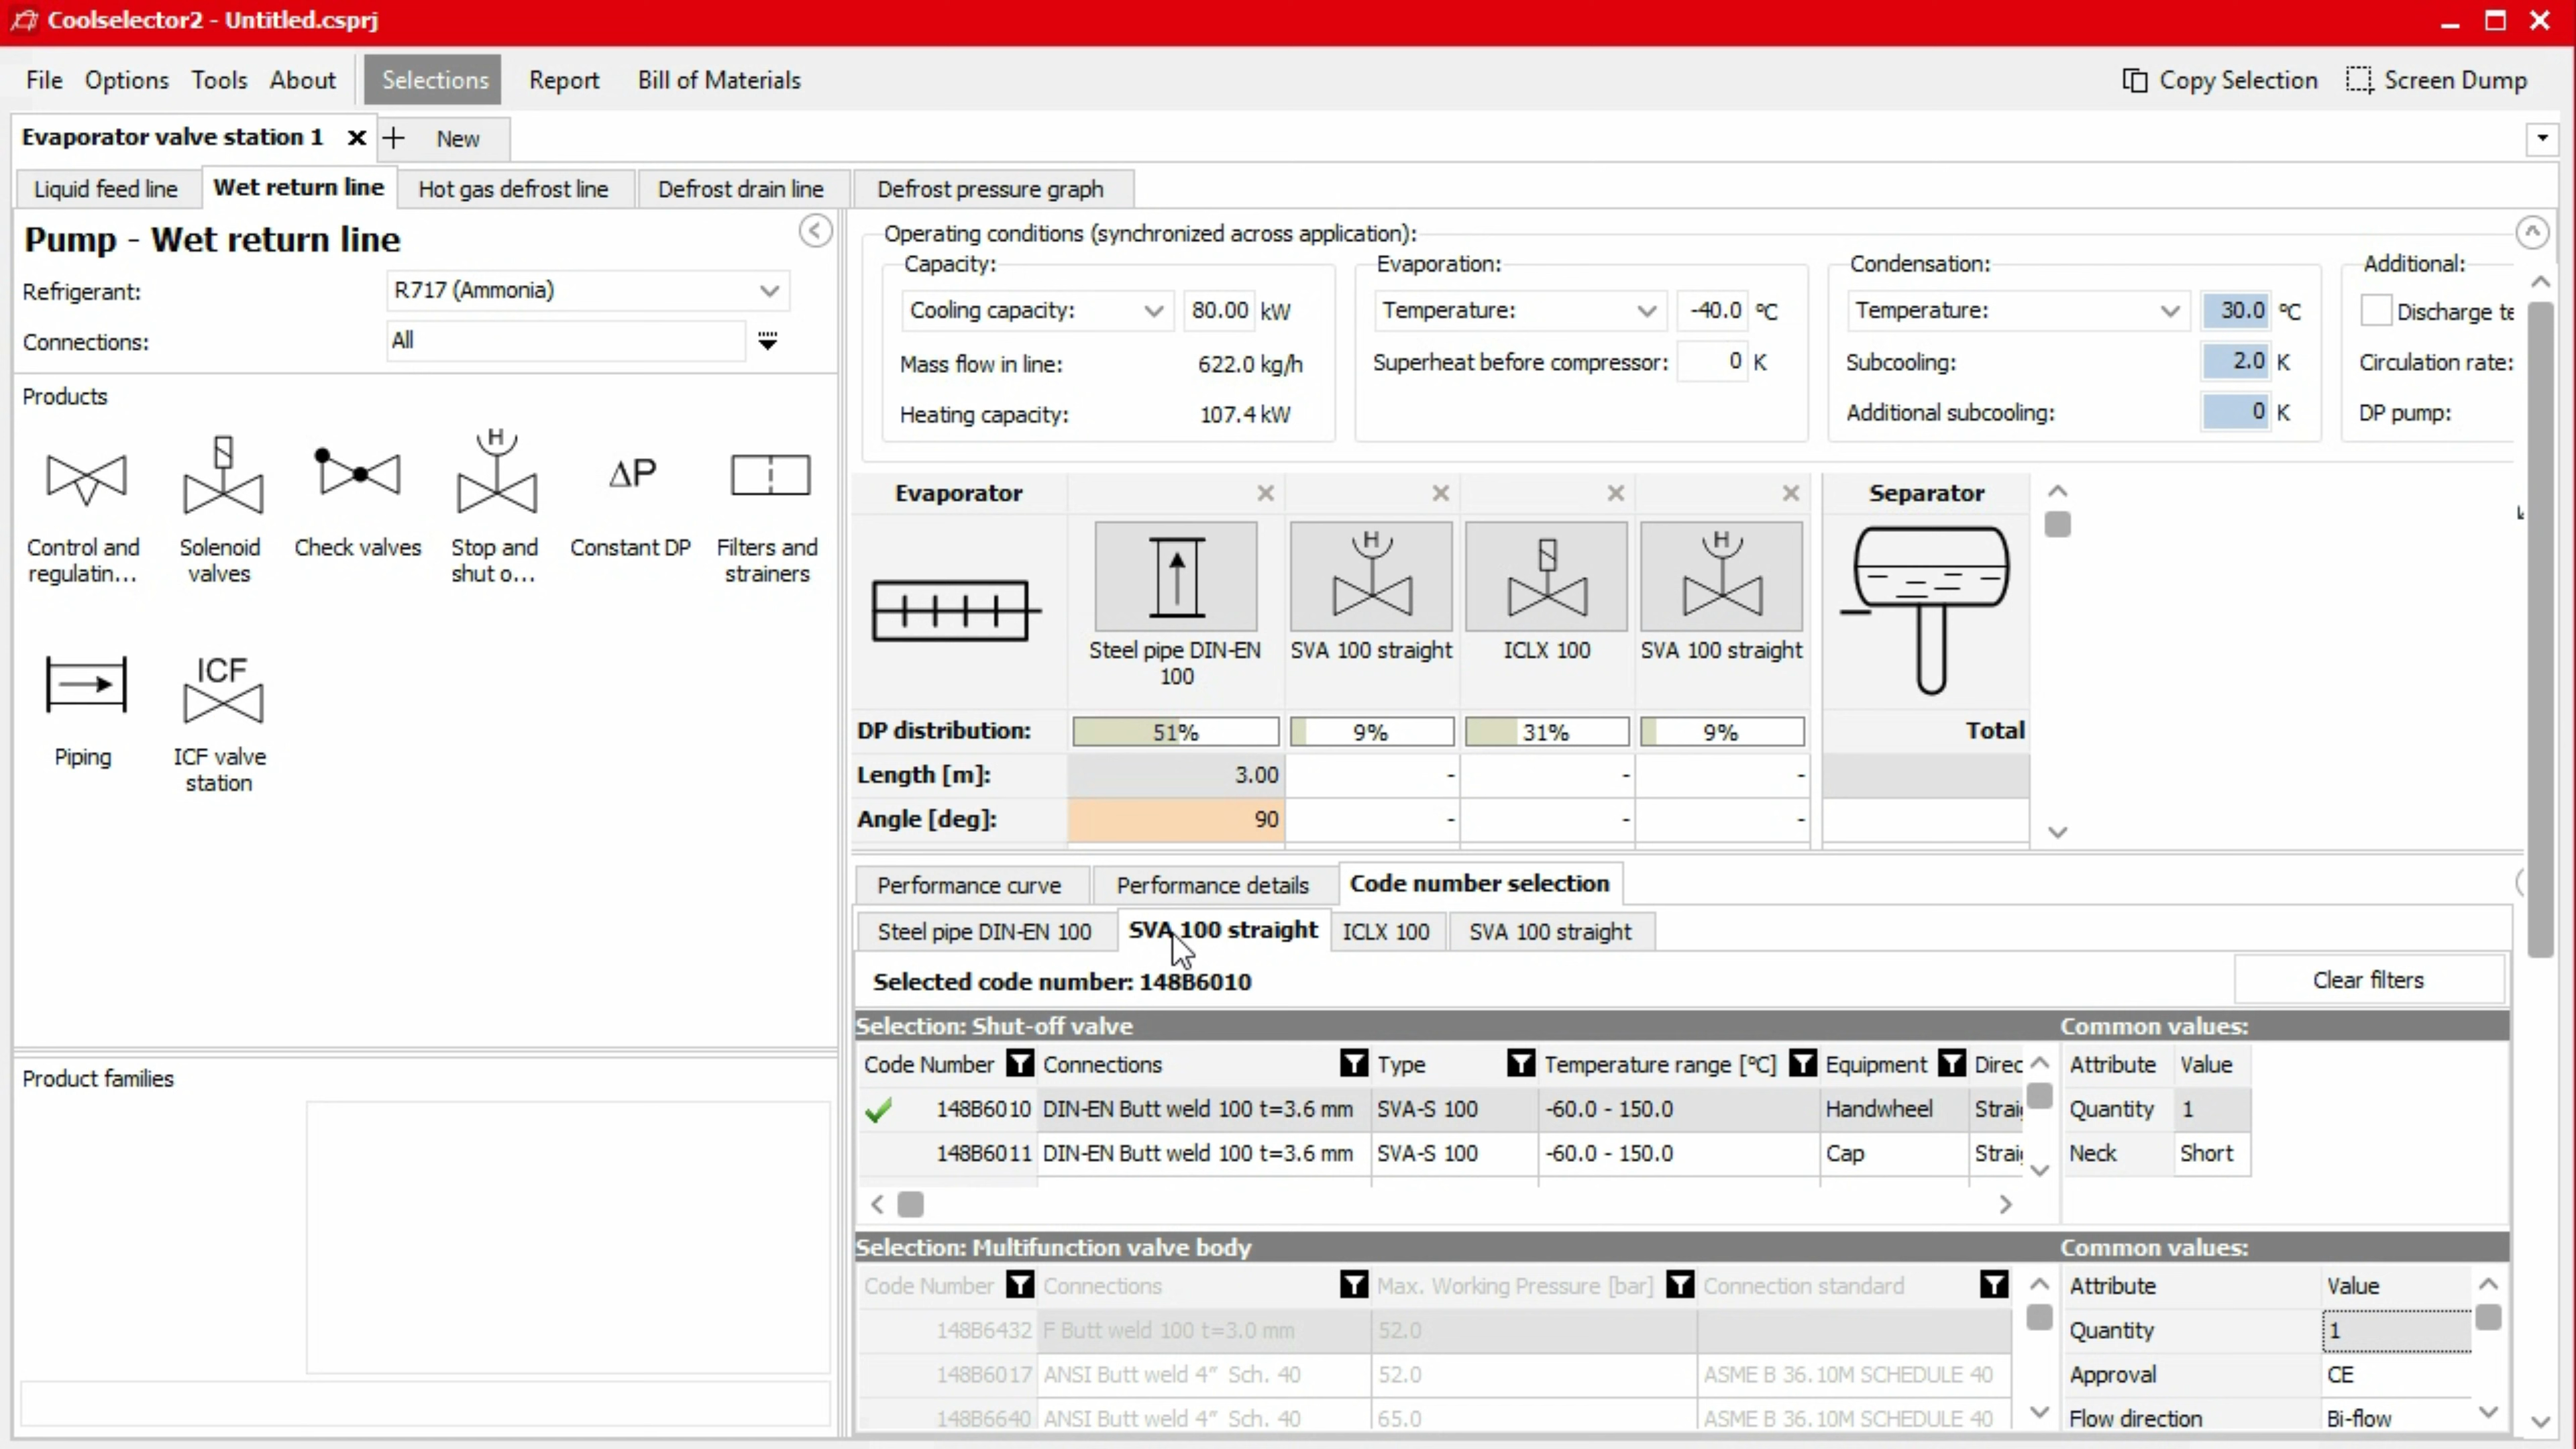 Coolselector2 - Untitled.csprj
File Options Tools About Selections Report Bill of Materials Copy Selection Screen Dump
Evaporator valve station 1 New
Liquid feed line Wet return line Hot gas defrost line Defrost drain line Defrost pressure graph
Pump - Wet return line
Refrigerant: R717 (Ammonia)
Connections: All
Products
Control and regulatin...
Solenoid valves
Check valves
Stop and shut o...
ΔP
Constant DP
Filters and strainers
Piping
ICF
ICF valve station
Product families
Operating conditions (synchronized across application):
Capacity:
Cooling capacity: 80.00 kW
Mass flow in line: 622.0 kg/h
Heating capacity: 107.4 kW
Evaporation:
Temperature: -40.0 °C
Superheat before compressor: 0 K
Condensation:
Temperature: 30.0 °C
Subcooling: 2.0 K
Additional subcooling: 0 K
Additional:
Discharge te
Circulation rate:
DP pump:
Evaporator Separator
H H H
Steel pipe DIN-EN 100
SVA 100 straight
ICLX 100
SVA 100 straight
DP distribution: 51% 9% 31% 9% Total
Length [m]: 3.00 - - -
Angle [deg]: 90 - - -
Performance curve Performance details Code number selection
Steel pipe DIN-EN 100 SVA 100 straight ICLX 100 SVA 100 straight
Selected code number: 148B6010 Clear filters
Selection: Shut-off valve Common values:
Code Number Connections Type Temperature range [°C] Equipment Direc Attribute Value
148B6010 DIN-EN Butt weld 100 t=3.6 mm SVA-S 100 -60.0 - 150.0 Handwheel Strai Quantity 1
148B6011 DIN-EN Butt weld 100 t=3.6 mm SVA-S 100 -60.0 - 150.0 Cap Strai Neck Short
Selection: Multifunction valve body Common values:
Code Number Connections Max. Working Pressure [bar] Connection standard Attribute Value
148B6432 F Butt weld 100 t=3.0 mm 52.0 Quantity 1
148B6017 ANSI Butt weld 4" Sch. 40 52.0 ASME B 36.10M SCHEDULE 40 Approval CE
148B6640 ANSI Butt weld 4" Sch. 40 65.0 ASME B 36.10M SCHEDULE 40 Flow direction Bi-flow